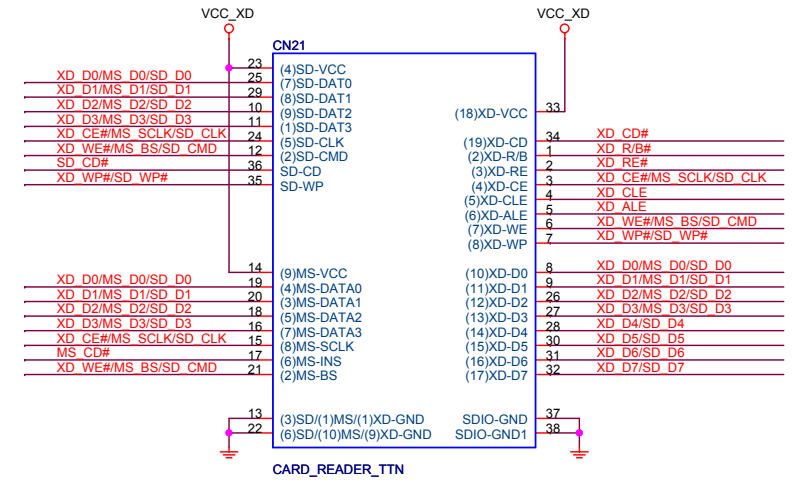 VCC_XD VCC_XD
CN21
23 (4)SD-VCC
XD_D0/MS_D0/SD_D0 25 (7)SD-DAT0
XD_D1/MS_D1/SD_D1 29 (8)SD-DAT1
XD_D2/MS_D2/SD_D2 10 (9)SD-DAT2
XD_D3/MS_D3/SD_D3 11 (1)SD-DAT3
XD_CE#/MS_SCLK/SD_CLK 24 (5)SD-CLK
XD_WE#/MS_BS/SD_CMD 12 (2)SD-CMD
SD_CD# 36 SD-CD
XD_WP#/SD_WP# 35 SD-WP
(18)XD-VCC 33
(19)XD-CD 34 XD_CD#
(2)XD-R/B 1 XD_R/B#
(3)XD-RE 2 XD_RE#
(4)XD-CE 3 XD_CE#/MS_SCLK/SD_CLK
(5)XD-CLE 4 XD_CLE
(6)XD-ALE 5 XD_ALE
(7)XD-WE 6 XD_WE#/MS_BS/SD_CMD
(8)XD-WP 7 XD_WP#/SD_WP#
14 (9)MS-VCC
XD_D0/MS_D0/SD_D0 19 (4)MS-DATA0
XD_D1/MS_D1/SD_D1 20 (3)MS-DATA1
XD_D2/MS_D2/SD_D2 18 (5)MS-DATA2
XD_D3/MS_D3/SD_D3 16 (7)MS-DATA3
XD_CE#/MS_SCLK/SD_CLK 15 (8)MS-SCLK
MS_CD# 17 (6)MS-INS
XD_WE#/MS_BS/SD_CMD 21 (2)MS-BS
(10)XD-D0 8 XD_D0/MS_D0/SD_D0
(11)XD-D1 9 XD_D1/MS_D1/SD_D1
(12)XD-D2 26 XD_D2/MS_D2/SD_D2
(13)XD-D3 27 XD_D3/MS_D3/SD_D3
(14)XD-D4 28 XD_D4/SD_D4
(15)XD-D5 30 XD_D5/SD_D5
(16)XD-D6 31 XD_D6/SD_D6
(17)XD-D7 32 XD_D7/SD_D7
13 (3)SD/(1)MS/(1)XD-GND SDIO-GND 37
22 (6)SD/(10)MS/(9)XD-GND SDIO-GND1 38
CARD_READER_TTN